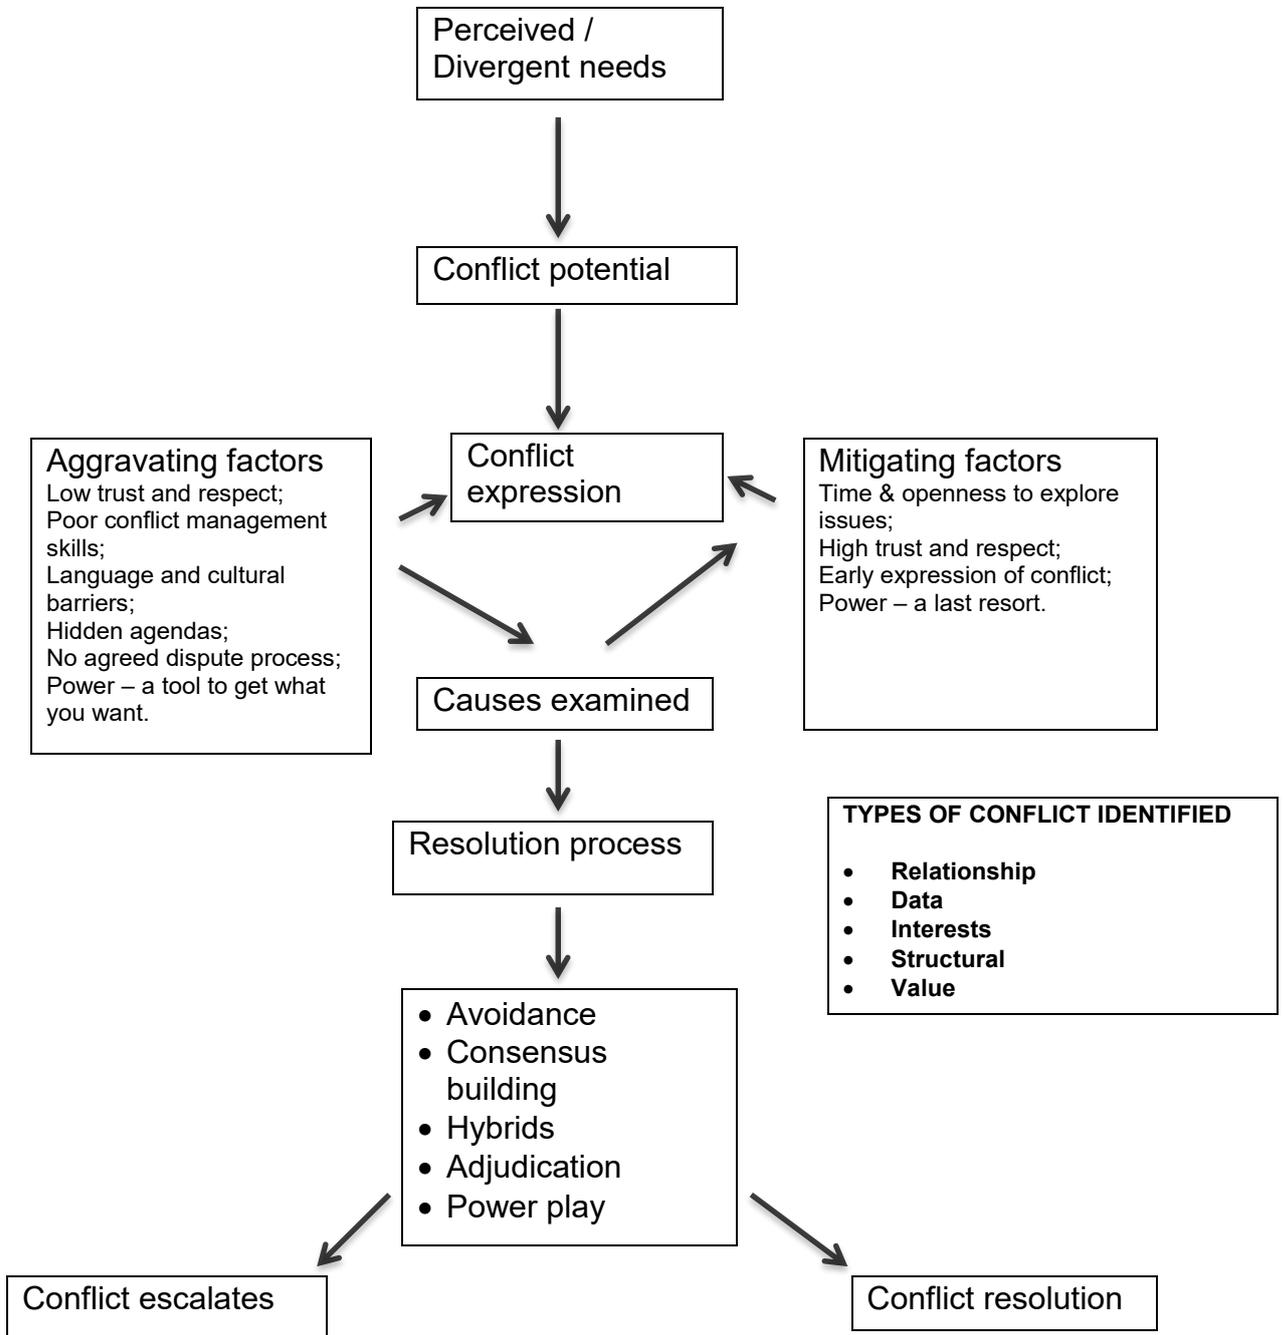 Perceived /
Divergent needs
Conflict potential
Conflict
expression
Aggravating factors
Low trust and respect;
Poor conflict management
skills;
Language and cultural
barriers;
Hidden agendas;
No agreed dispute process;
Power – a tool to get what
you want.
Mitigating factors
Time & openness to explore
issues;
High trust and respect;
Early expression of conflict;
Power – a last resort.
Causes examined
Resolution process
TYPES OF CONFLICT IDENTIFIED
• Relationship
• Data
• Interests
• Structural
• Value
• Avoidance
• Consensus
building
• Hybrids
• Adjudication
• Power play
Conflict escalates
Conflict resolution